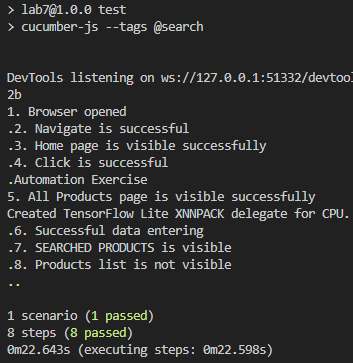 > lab7@1.0.0 test
> cucumber-js --tags @search
DevTools listening on ws://127.0.0.1:51332/devtool
2b
1. Browser opened
.2. Navigate is successful
.3. Home page is visible successfully
.4. Click is successful
.Automation Exercise
5. All Products page is visible successfully
Created TensorFlow Lite XNNPACK delegate for CPU.
.6. Successful data entering
.7. SEARCHED PRODUCTS is visible
.8. Products list is not visible
..
1 scenario (1 passed)
8 steps (8 passed)
0m22.643s (executing steps: 0m22.598s)